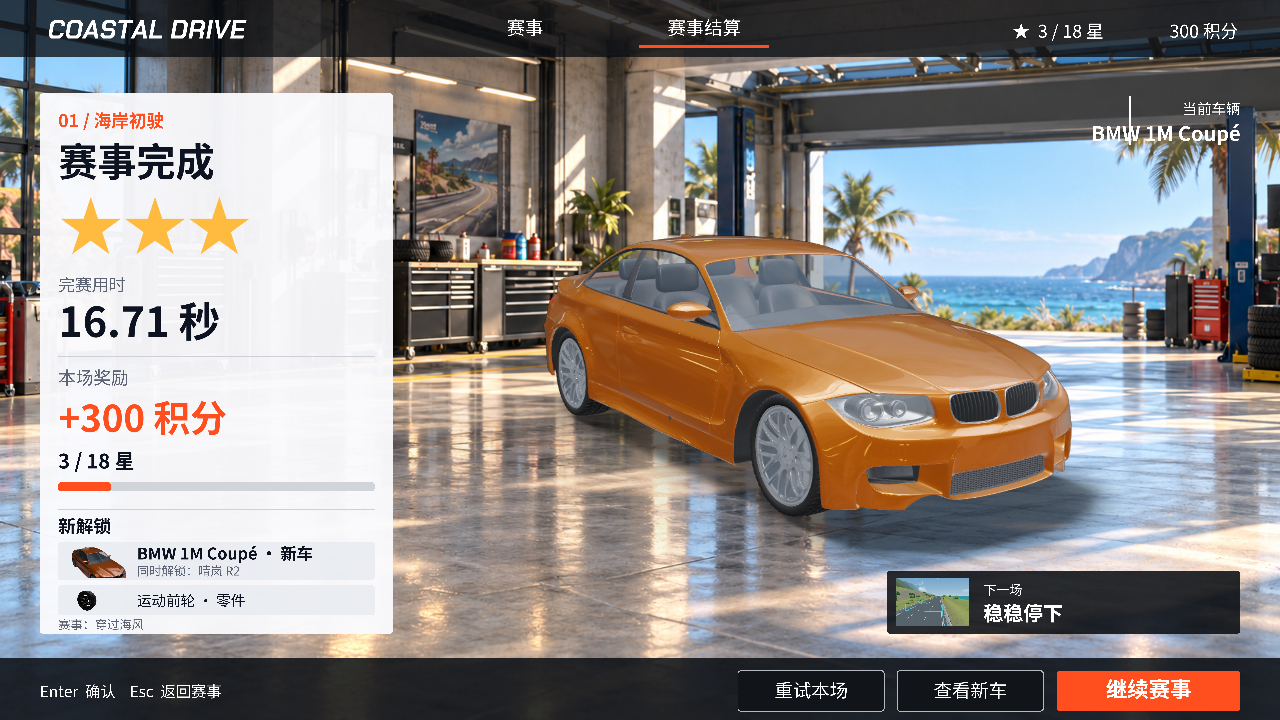 COASTAL DRIVE
赛事
赛事结算
★ 3 / 18 星
300 积分
01 / 海岸初驶
赛事完成
完赛用时
16.71 秒
本场奖励
+300 积分
3 / 18 星
新解锁
BMW 1M Coupé · 新车
同时解锁：晴岚 R2
运动前轮 · 零件
赛事：穿过海风
当前车辆
BMW 1M Coupé
下一场
稳稳停下
Enter 确认 Esc 返回赛事
重试本场
查看新车
继续赛事